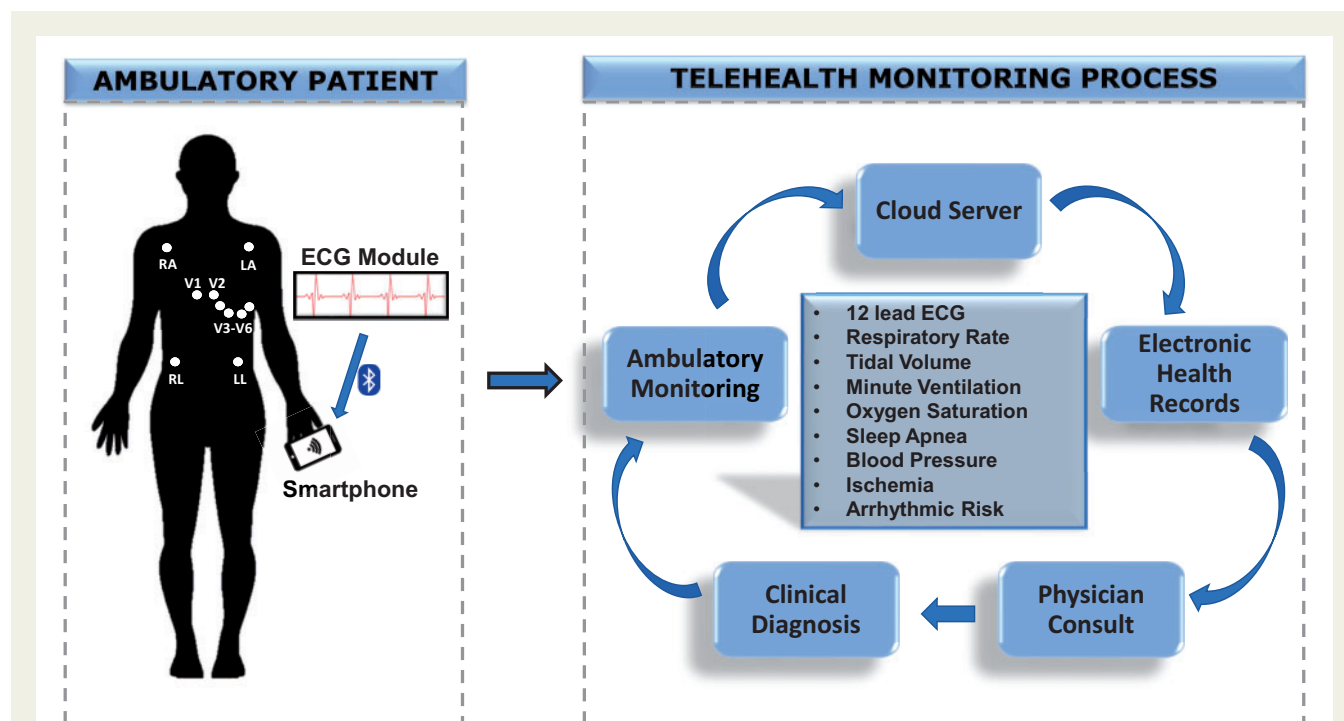 AMBULATORY PATIENT
RA
LA
V1 V2
V3-V6
RL
LL
ECG Module
Smartphone
TELEHEALTH MONITORING PROCESS
Cloud Server
Ambulatory
Monitoring
• 12 lead ECG
• Respiratory Rate
• Tidal Volume
• Minute Ventilation
• Oxygen Saturation
• Sleep Apnea
• Blood Pressure
• Ischemia
• Arrhythmic Risk
Electronic
Health
Records
Clinical
Diagnosis
Physician
Consult